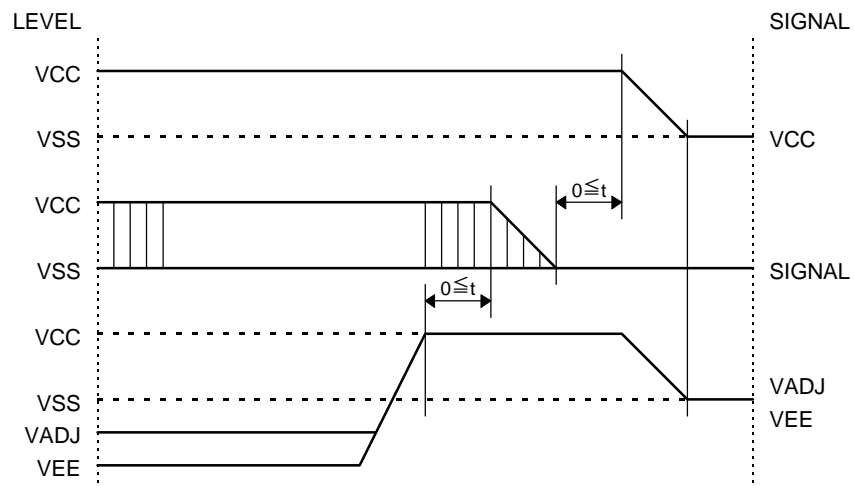 LEVEL
SIGNAL
VCC
VSS
VCC
VCC
0≦t
VSS
SIGNAL
0≦t
VCC
VSS
VADJ
VEE
VADJ
VEE